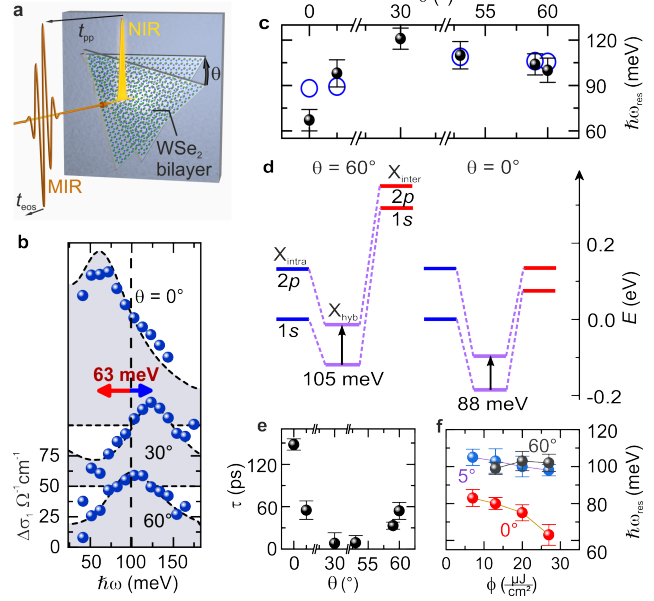 a
t_pp
NIR
θ
WSe₂
bilayer
MIR
t_eos
b
θ = 0°
63 meV
30°
60°
75
50
25
0
Δσ₁ Ω⁻¹cm⁻¹
50 100 150
ħω (meV)
c
0 30 55 60
120
90
60
ħω_res (meV)
d
θ = 60°
θ = 0°
X_inter
2p
1s
X_intra
2p
1s
X_hyb
105 meV
88 meV
0.2
0.0
-0.2
E (eV)
e
150
100
50
0
τ (ps)
0 30 55 60
θ (°)
f
60°
5°
0°
100
80
60
ħω_res (meV)
0 10 20 30
ϕ (μJ/cm²)